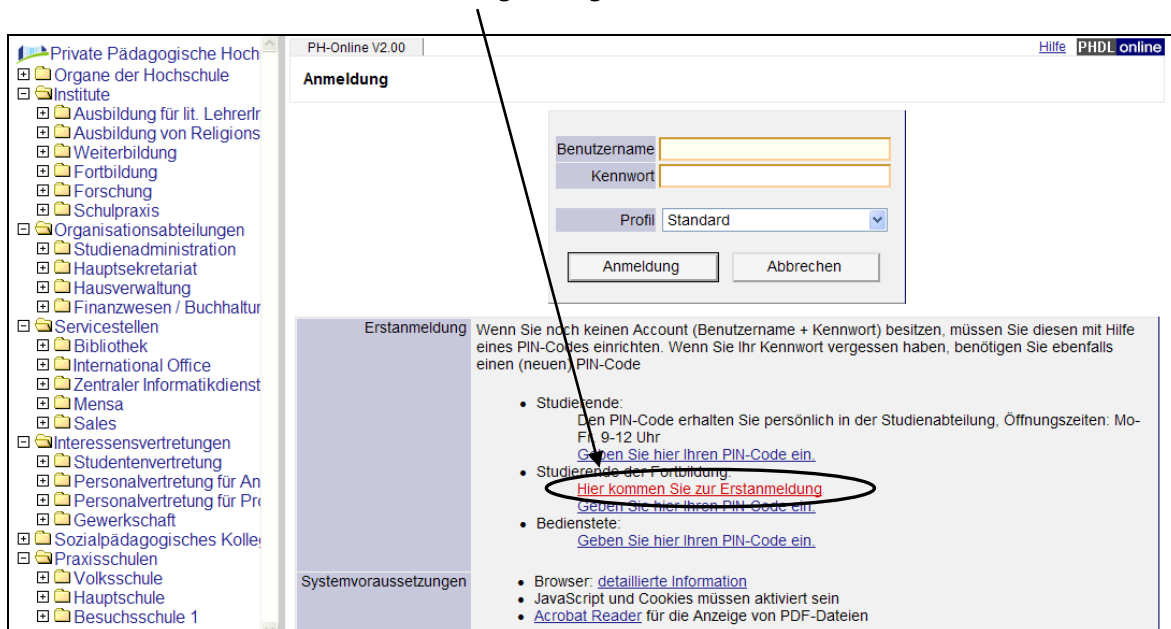 Private Pädagogische Hoch
Organe der Hochschule
Institute
Ausbildung für lit. LehrerIr
Ausbildung von Religions
Weiterbildung
Fortbildung
Forschung
Schulpraxis
Organisationsabteilungen
Studienadministration
Hauptsekretariat
Hausverwaltung
Finanzwesen / Buchhaltur
Servicestellen
Bibliothek
International Office
Zentraler Informatikdienst
Mensa
Sales
Interessensvertretungen
Studentenvertretung
Personalvertretung für An
Personalvertretung für Pre
Gewerkschaft
Sozialpädagogisches Kolleg
Praxisschulen
Volksschule
Hauptschule
Besuchsschule 1
PH-Online V2.00
Hilfe PHDL online
Anmeldung
Benutzername
Kennwort
Profil Standard
Anmeldung Abbrechen
Erstanmeldung
Wenn Sie noch keinen Account (Benutzername + Kennwort) besitzen, müssen Sie diesen mit Hilfe
eines PIN-Codes einrichten. Wenn Sie Ihr Kennwort vergessen haben, benötigen Sie ebenfalls
einen (neuen) PIN-Code
• Studierende:
Den PIN-Code erhalten Sie persönlich in der Studienabteilung, Öffnungszeiten: Mo-
Fr, 9-12 Uhr
Geben Sie hier Ihren PIN-Code ein.
• Studierende der Fortbildung:
Hier kommen Sie zur Erstanmeldung
Geben Sie hier Ihren PIN-Code ein.
• Bedienstete:
Geben Sie hier Ihren PIN-Code ein.
Systemvoraussetzungen
• Browser: detaillierte Information
• JavaScript und Cookies müssen aktiviert sein
• Acrobat Reader für die Anzeige von PDF-Dateien